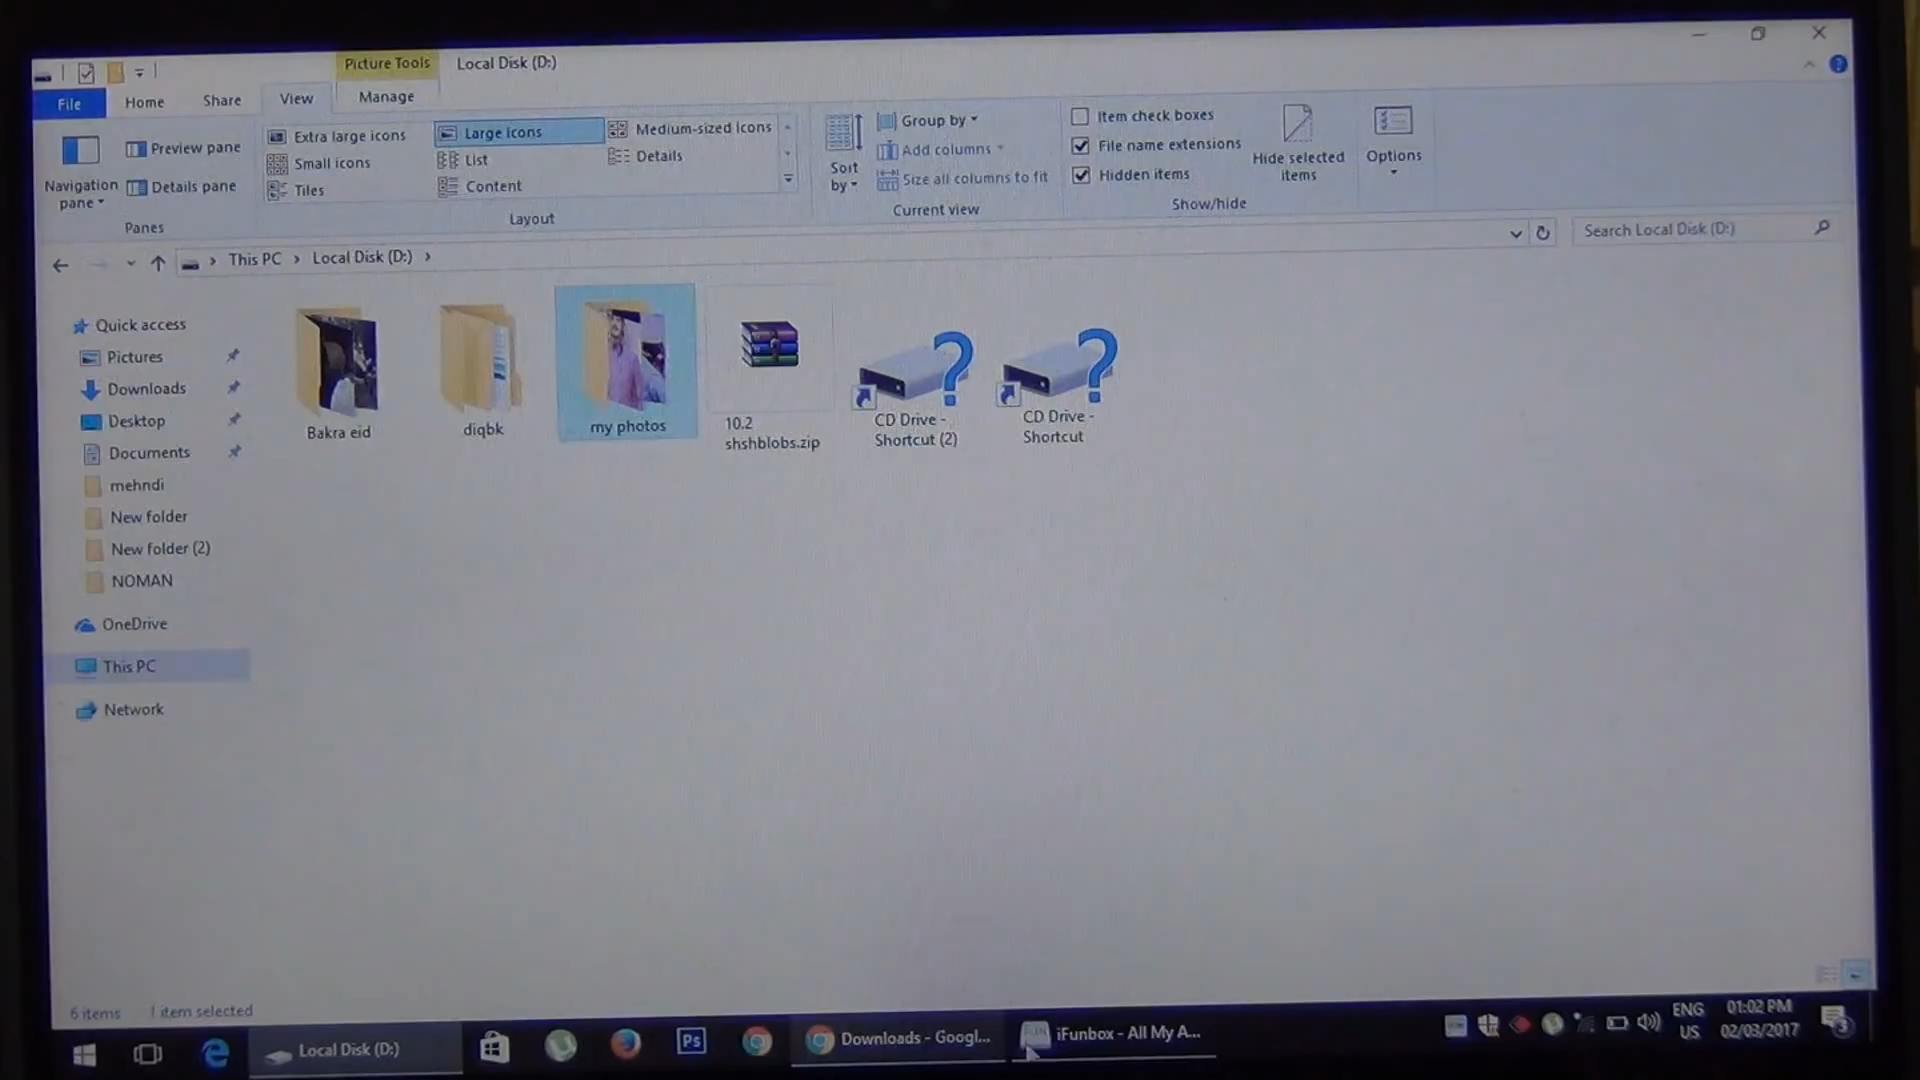 Picture Tools
Local Disk (D:)
File
Home
Share
View
Manage
Navigation
pane
Preview pane
Details pane
Panes
Extra large icons
Large icons
Medium-sized icons
Small icons
List
Details
Tiles
Content
Layout
Sort
by
Group by
Add columns
Size all columns to fit
Current view
Item check boxes
File name extensions
Hidden items
Hide selected
items
Show/hide
Options
This PC
Local Disk (D:)
Search Local Disk (D:)
Quick access
Pictures
Downloads
Desktop
Documents
mehndi
New folder
New folder (2)
NOMAN
OneDrive
This PC
Network
Bakra eid
diqbk
my photos
10.2
shshblobs.zip
CD Drive -
Shortcut (2)
CD Drive -
Shortcut
6 items
1 item selected
Local Disk (D:)
Ps
Downloads - Googl...
iFunbox - All My A...
ENG
US
01:02 PM
02/03/2017
3